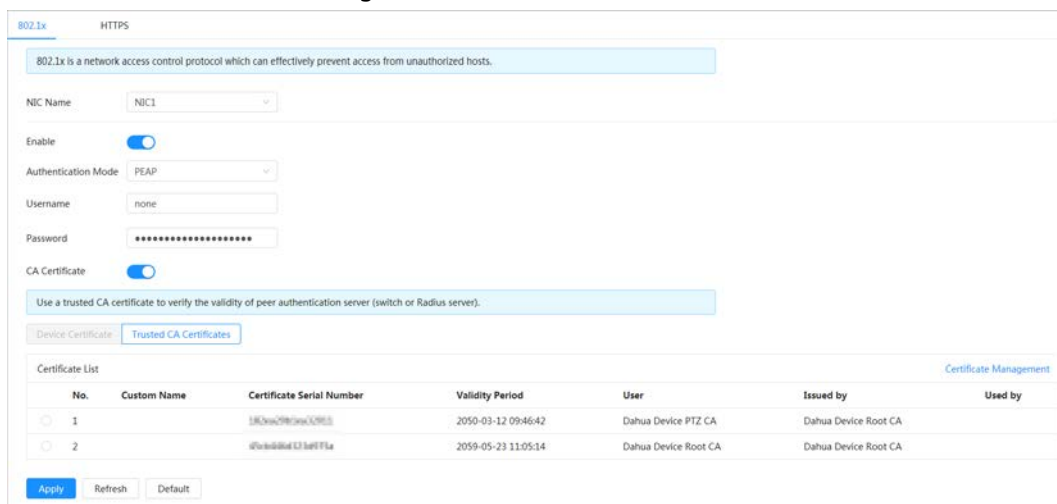 802.1x HTTPS
802.1x is a network access control protocol which can effectively prevent access from unauthorized hosts.
NIC Name NIC1
Enable
Authentication Mode PEAP
Username none
Password ••••••••••••••••••••
CA Certificate
Use a trusted CA certificate to verify the validity of peer authentication server (switch or Radius server).
Device Certificate Trusted CA Certificates
Certificate List Certificate Management
No. Custom Name Certificate Serial Number Validity Period User Issued by Used by
1 2050-03-12 09:46:42 Dahua Device PTZ CA Dahua Device Root CA
2 2059-05-23 11:05:14 Dahua Device Root CA Dahua Device Root CA
Apply Refresh Default